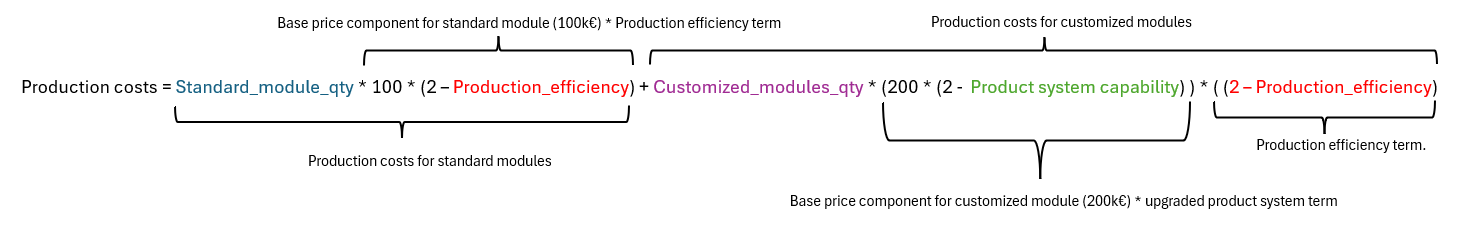 Base price component for standard module (100k€) * Production efficiency term
Production costs for customized modules
Production costs = Standard_module_qty * 100 * (2 – Production_efficiency) + Customized_modules_qty * (200 * (2 - Product system capability) ) * ( (2 – Production_efficiency)
Production efficiency term.
Production costs for standard modules
Base price component for customized module (200k€) * upgraded product system term